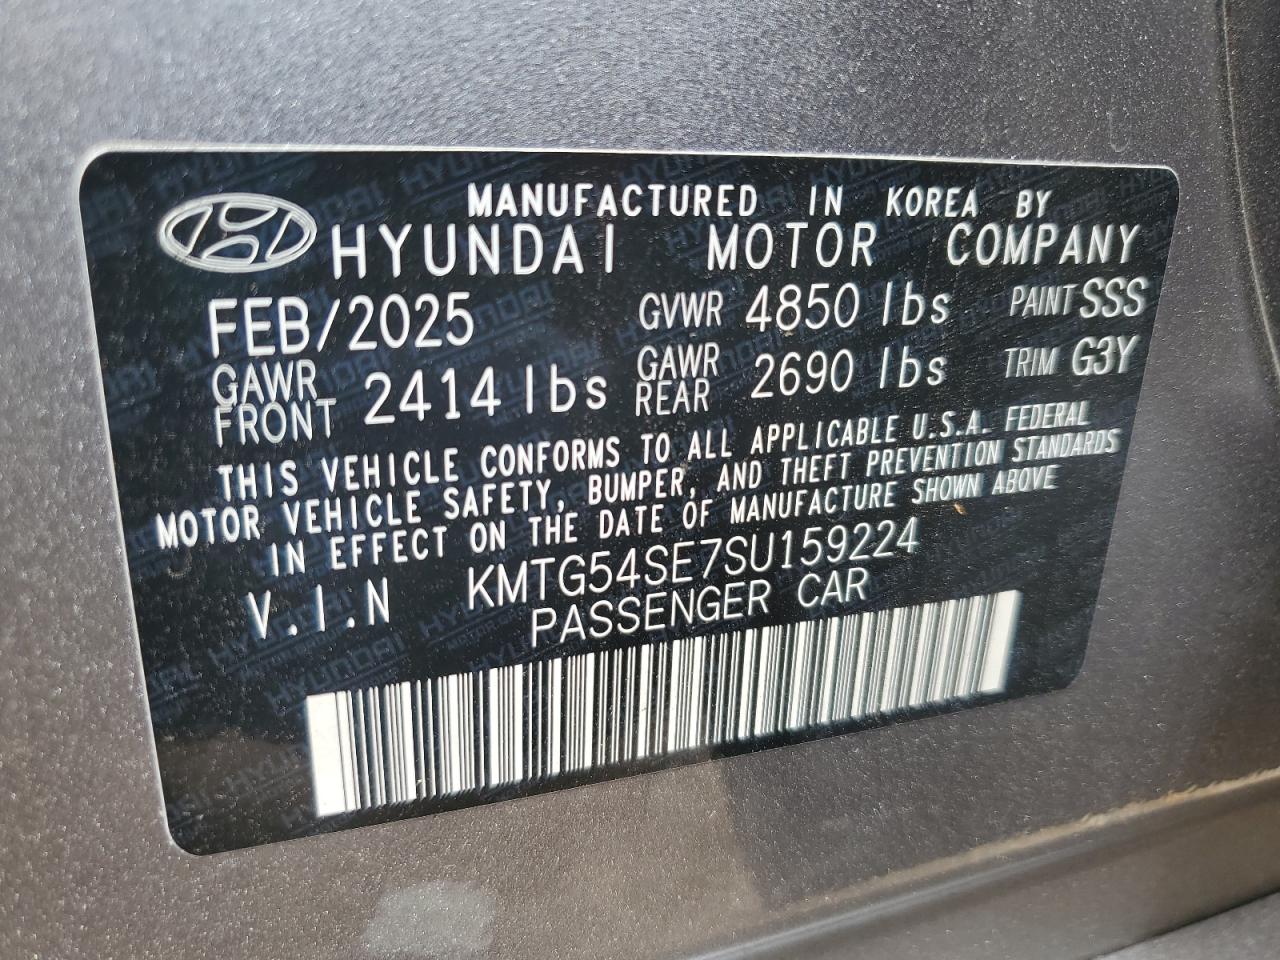 MANUFACTURED IN KOREA BY
HYUNDAI MOTOR COMPANY
FEB/2025 GVWR 4850 lbs PAINT SSS
GAWR FRONT 2414 lbs GAWR REAR 2690 lbs TRIM G3Y
THIS VEHICLE CONFORMS TO ALL APPLICABLE U.S.A. FEDERAL
MOTOR VEHICLE SAFETY, BUMPER, AND THEFT PREVENTION STANDARDS
IN EFFECT ON THE DATE OF MANUFACTURE SHOWN ABOVE
V.I.N KMTG54SE7SU159224
PASSENGER CAR